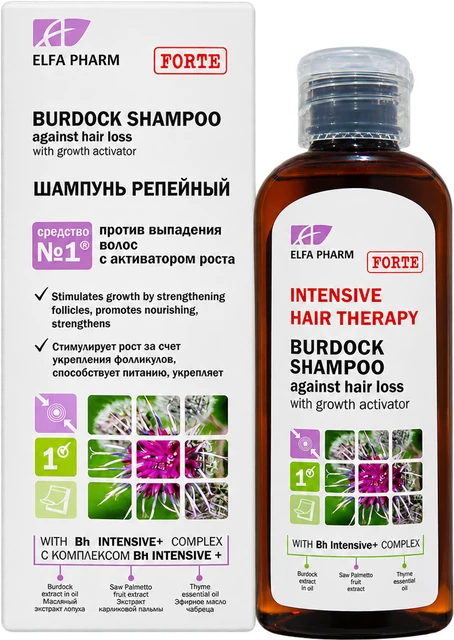 ELFA PHARM
FORTE
BURDOCK SHAMPOO
against hair loss
with growth activator
ШАМПУНЬ РЕПЕЙНЫЙ
средство
№1®
против выпадения
волос
с активатором роста
Stimulates growth by strengthening
follicles, promotes nourishing,
strengthens
Стимулирует рост за счет
укрепления фолликулов,
способствует питанию, укрепляет
1
WITH Bh INTENSIVE+ COMPLEX
С КОМПЛЕКСОМ Bh INTENSIVE +
Burdock
extract in oil
Масляный
экстракт лопуха
Saw Palmetto
fruit extract
Экстракт
карликовой пальмы
Thyme
essential oil
Эфирное масло
чабреца
ELFA PHARM
FORTE
INTENSIVE
HAIR THERAPY
BURDOCK
SHAMPOO
against hair loss
with growth activator
1
WITH Bh Intensive+ COMPLEX
Burdock
extract
in oil
Saw Palmetto
fruit
extract
Thyme
essential
oil